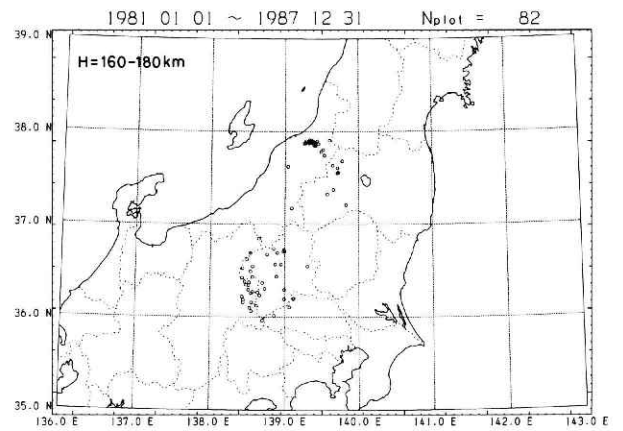 1981 01 01 ~ 1987 12 31 Nplot = 82
39.0 N
H=160-180km
38.0 N
37.0 N
36.0 N
35.0 N
136.0 E 137.0 E 138.0 E 139.0 E 140.0 E 141.0 E 142.0 E 143.0 E